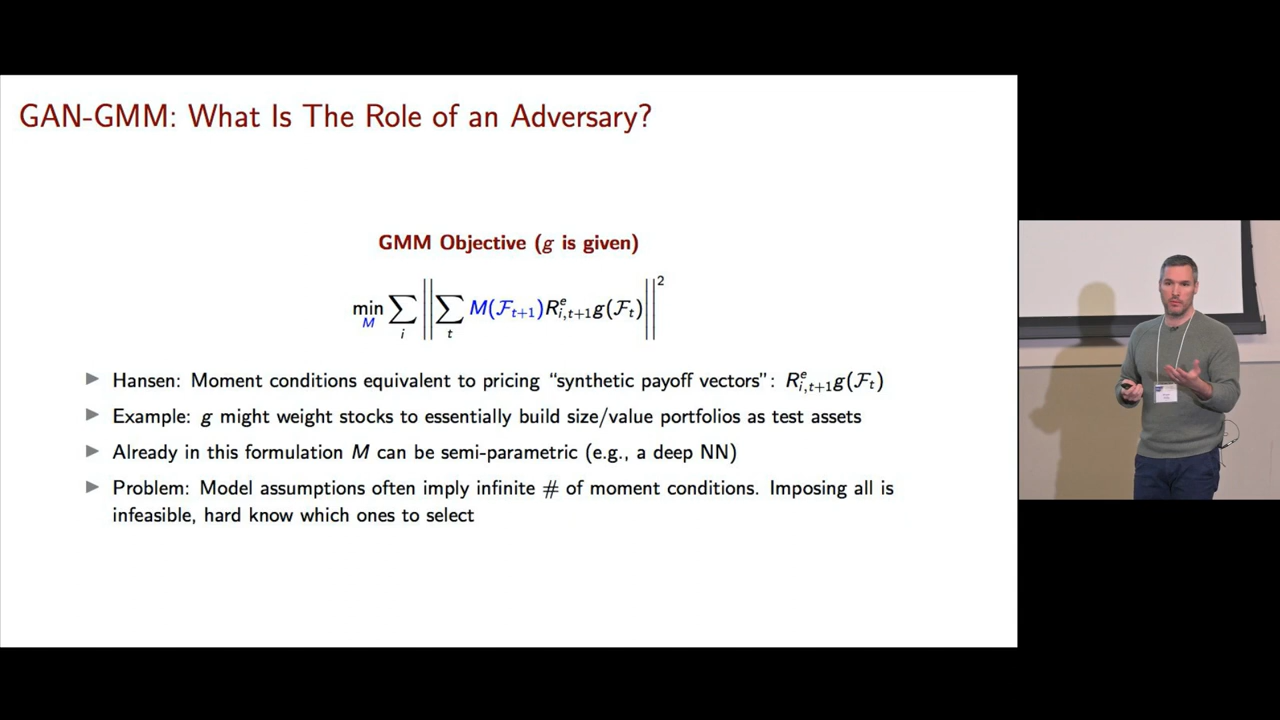 GAN-GMM: What Is The Role of an Adversary?
GMM Objective (g is given)
min_M ∑_i ‖ ∑_t M(F_{t+1}) R^e_{i,t+1} g(F_t) ‖^2
▶ Hansen: Moment conditions equivalent to pricing “synthetic payoff vectors”: R^e_{i,t+1} g(F_t)
▶ Example: g might weight stocks to essentially build size/value portfolios as test assets
▶ Already in this formulation M can be semi-parametric (e.g., a deep NN)
▶ Problem: Model assumptions often imply infinite # of moment conditions. Imposing all is
infeasible, hard know which ones to select